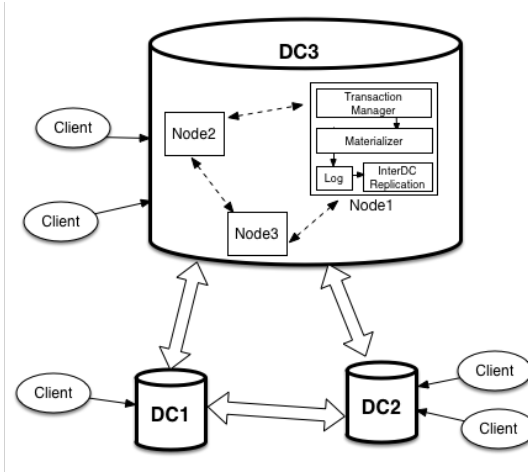 DC3
Transaction
Manager
Client
Node2
Materializer
Log
InterDC
Replication
Node1
Client
Node3
Client
DC1
DC2
Client
Client